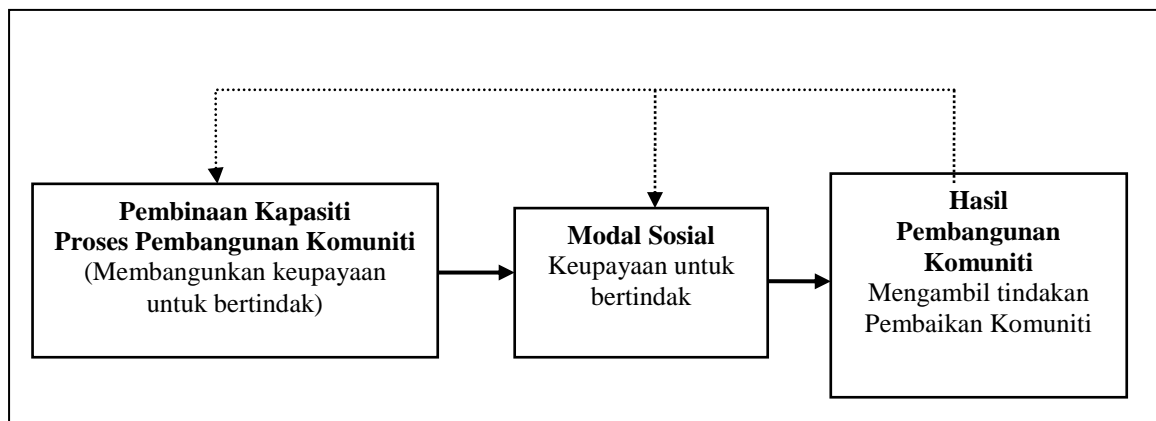 Pembinaan Kapasiti
Proses Pembangunan Komuniti
(Membangunkan keupayaan
untuk bertindak)
Modal Sosial
Keupayaan untuk
bertindak
Hasil
Pembangunan
Komuniti
Mengambil tindakan
Pembaikan Komuniti